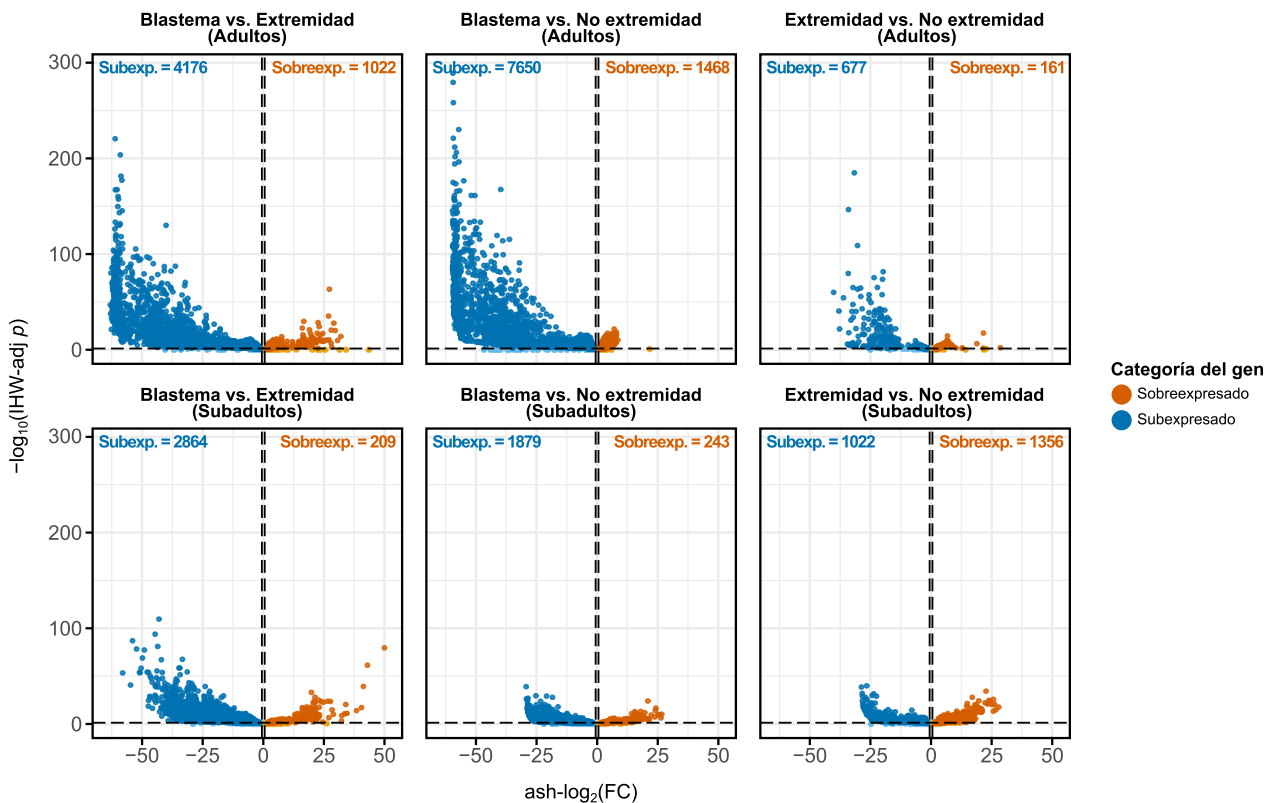 Blastema vs. Extremidad
(Adultos)
Blastema vs. No extremidad
(Adultos)
Extremidad vs. No extremidad
(Adultos)
Subexp. = 4176
Sobreexp. = 1022
Subexp. = 7650
Sobreexp. = 1468
Subexp. = 677
Sobreexp. = 161
300
200
100
0
Blastema vs. Extremidad
(Subadultos)
Blastema vs. No extremidad
(Subadultos)
Extremidad vs. No extremidad
(Subadultos)
Subexp. = 2864
Sobreexp. = 209
Subexp. = 1879
Sobreexp. = 243
Subexp. = 1022
Sobreexp. = 1356
300
200
100
0
−50 −25 0 25 50
−50 −25 0 25 50
−50 −25 0 25 50
ash-log2(FC)
−log10(IHW-adj p)
Categoría del gen
Sobreexpresado
Subexpresado